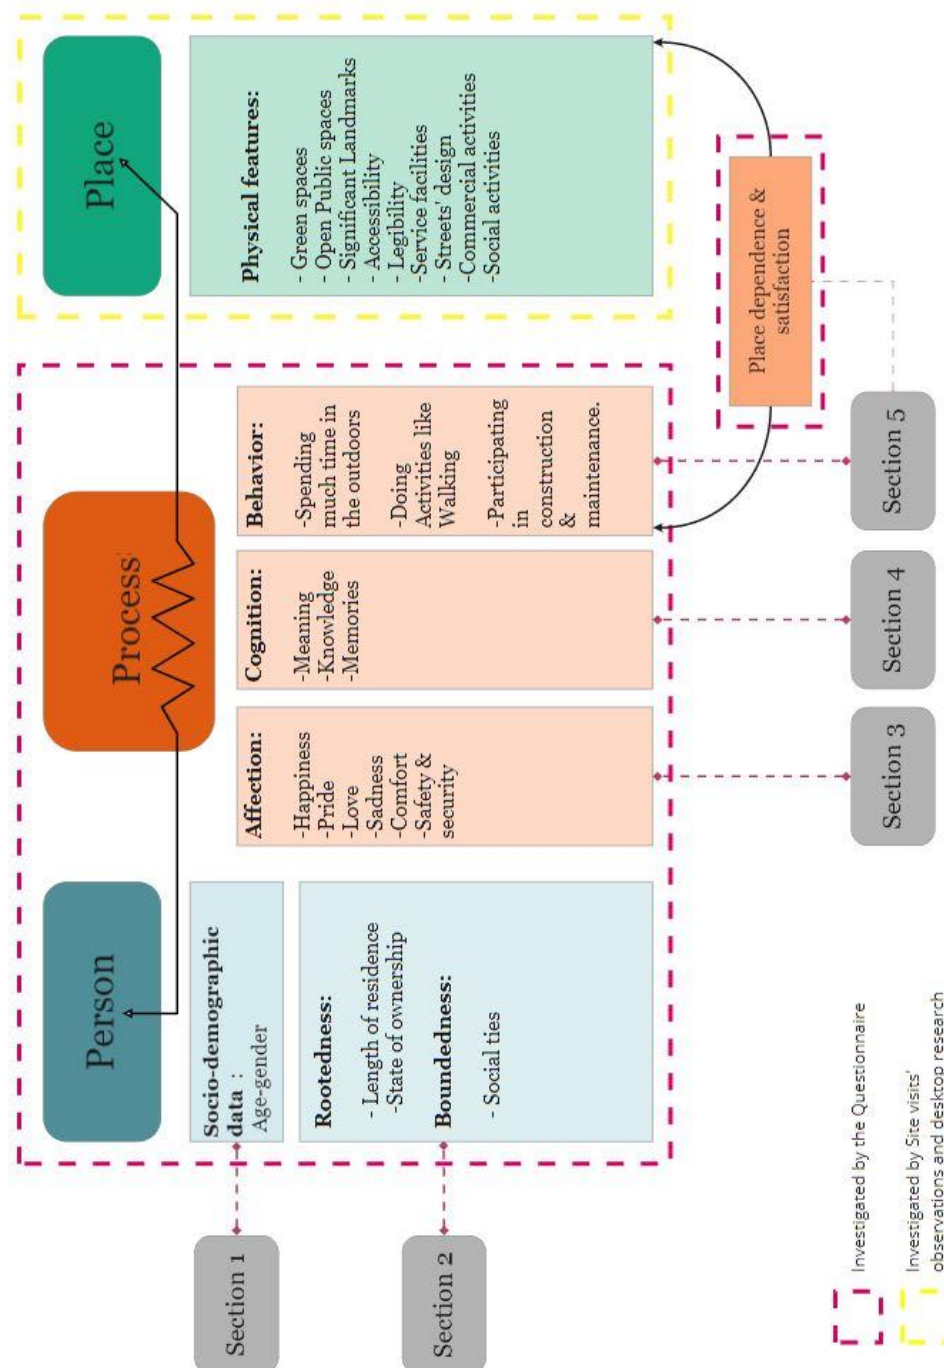 Person
Process
Place
Section 1
Socio-demographic
data :
Age-gender
Section 2
Rootedness:
- Length of residence
-State of ownership
Boundedness:
- Social ties
Affection:
-Happiness
-Pride
-Love
-Sadness
-Comfort
-Safety &
security
Cognition:
-Meaning
-Knowledge
-Memories
Behavior:
-Spending
much time in
the outdoors
-Doing
Activities like
Walking
-Participating
in
construction
&
maintenance.
Physical features:
- Green spaces
- Open Public spaces
- Significant Landmarks
- Accessibility
- Legibility
-Service facilities
- Streets' design
-Commercial activities
-Social activities
Place dependence &
satisfaction
Section 3
Section 4
Section 5
Investigated by the Questionnaire
Investigated by Site visits'
observations and desktop research